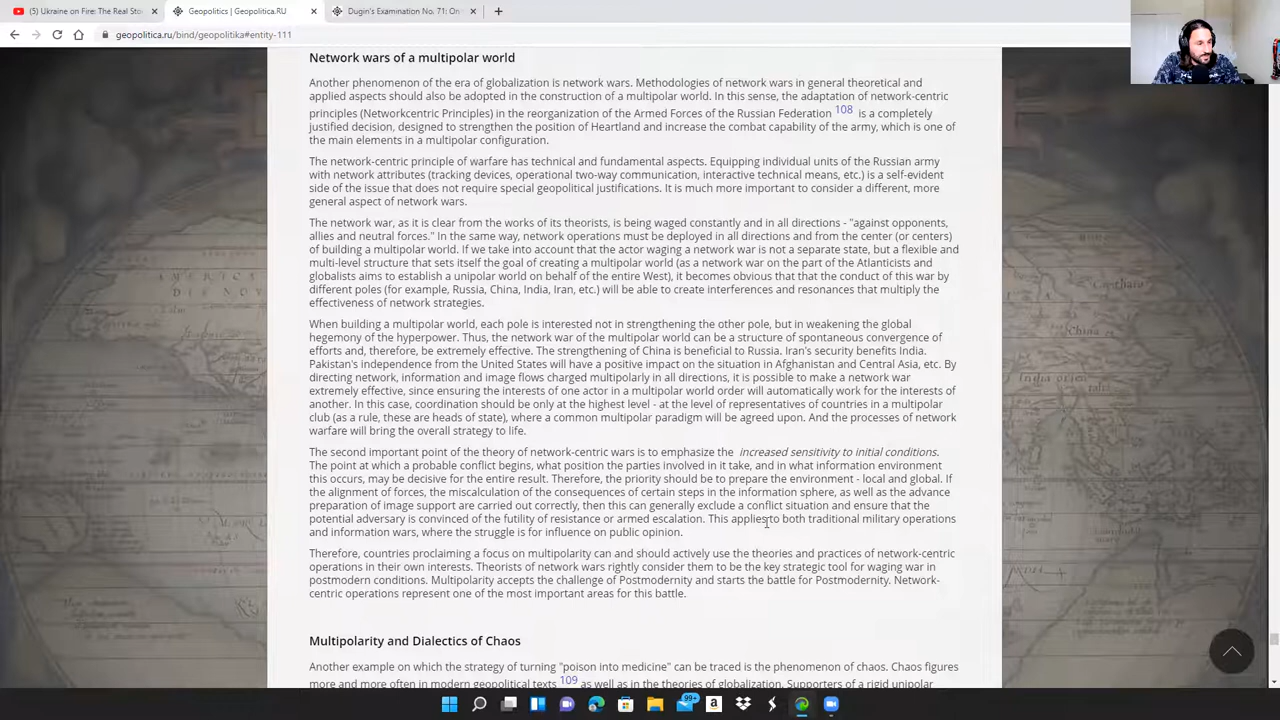 (5) Ukraine on Fire: The Real Sto
Geopolitics | Geopolitica.RU
Dugin's Examination No. 71: On
geopolitica.ru/bind/geopolitika#entity-111
Network wars of a multipolar world
Another phenomenon of the era of globalization is network wars. Methodologies of network wars in general theoretical and
applied aspects should also be adopted in the construction of a multipolar world. In this sense, the adaptation of network-centric
principles (Networkcentric Principles) in the reorganization of the Armed Forces of the Russian Federation 108 is a completely
justified decision, designed to strengthen the position of Heartland and increase the combat capability of the army, which is one of
the main elements in a multipolar configuration.
The network-centric principle of warfare has technical and fundamental aspects. Equipping individual units of the Russian army
with network attributes (tracking devices, operational two-way communication, interactive technical means, etc.) is a self-evident
side of the issue that does not require special geopolitical justifications. It is much more important to consider a different, more
general aspect of network wars.
The network war, as it is clear from the works of its theorists, is being waged constantly and in all directions - "against opponents,
allies and neutral forces." In the same way, network operations must be deployed in all directions and from the center (or centers)
of building a multipolar world. If we take into account that the actor waging a network war is not a separate state, but a flexible and
multi-level structure that sets itself the goal of creating a multipolar world (as a network war on the part of the Atlanticists and
globalists aims to establish a unipolar world on behalf of the entire West), it becomes obvious that that the conduct of this war by
different poles (for example, Russia, China, India, Iran, etc.) will be able to create interferences and resonances that multiply the
effectiveness of network strategies.
When building a multipolar world, each pole is interested not in strengthening the other pole, but in weakening the global
hegemony of the hyperpower. Thus, the network war of the multipolar world can be a structure of spontaneous convergence of
efforts and, therefore, be extremely effective. The strengthening of China is beneficial to Russia. Iran's security benefits India.
Pakistan's independence from the United States will have a positive impact on the situation in Afghanistan and Central Asia, etc. By
directing network, information and image flows charged multipolarly in all directions, it is possible to make a network war
extremely effective, since ensuring the interests of one actor in a multipolar world order will automatically work for the interests of
another. In this case, coordination should be only at the highest level - at the level of representatives of countries in a multipolar
club (as a rule, these are heads of state), where a common multipolar paradigm will be agreed upon. And the processes of network
warfare will bring the overall strategy to life.
The second important point of the theory of network-centric wars is to emphasize the increased sensitivity to initial conditions.
The point at which a probable conflict begins, what position the parties involved in it take, and in what information environment
this occurs, may be decisive for the entire result. Therefore, the priority should be to prepare the environment - local and global. If
the alignment of forces, the miscalculation of the consequences of certain steps in the information sphere, as well as the advance
preparation of image support are carried out correctly, then this can generally exclude a conflict situation and ensure that the
potential adversary is convinced of the futility of resistance or armed escalation. This applies to both traditional military operations
and information wars, where the struggle is for influence on public opinion.
Therefore, countries proclaiming a focus on multipolarity can and should actively use the theories and practices of network-centric
operations in their own interests. Theorists of network wars rightly consider them to be the key strategic tool for waging war in
postmodern conditions. Multipolarity accepts the challenge of Postmodernity and starts the battle for Postmodernity. Network-
centric operations represent one of the most important areas for this battle.
Multipolarity and Dialectics of Chaos
Another example on which the strategy of turning "poison into medicine" can be traced is the phenomenon of chaos. Chaos figures
more and more often in modern geopolitical texts 109 as well as in the theories of globalization. Supporters of a rigid unipolar
99+